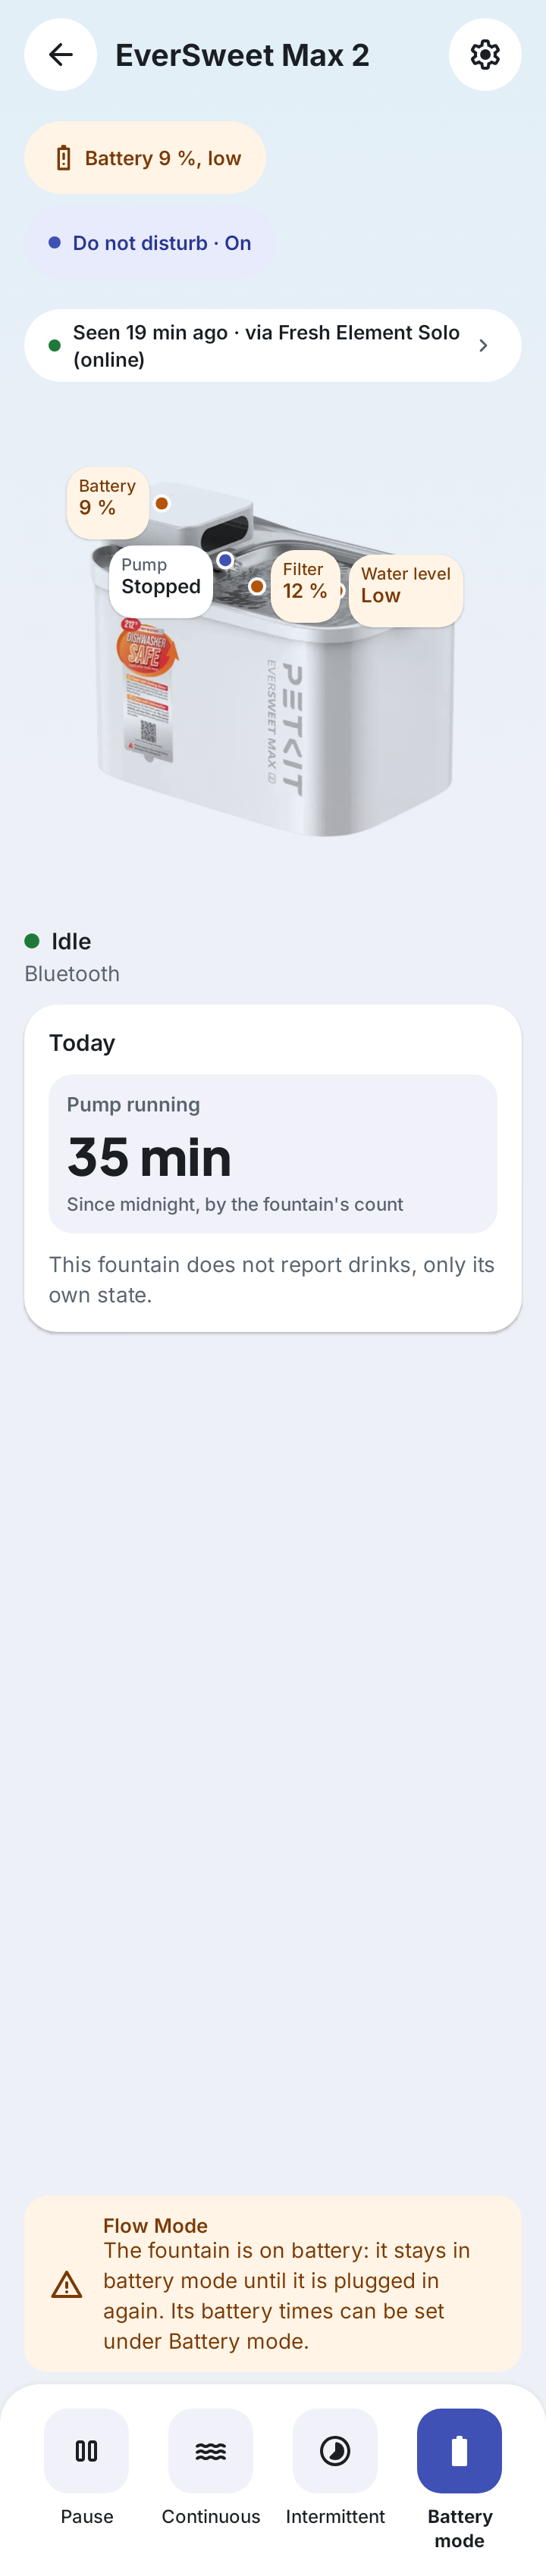 EverSweet Max 2
Battery 9 %, low
Do not disturb · On
Seen 19 min ago · via Fresh Element Solo
(online)
Battery
9 %
Pump
Stopped
Filter
12 %
Water level
Low
212°
DISHWASHER
SAFE
PETKIT
EVERSWEET MAX 2
Idle
Bluetooth
Today
Pump running
35 min
Since midnight, by the fountain's count
This fountain does not report drinks, only its
own state.
Flow Mode
The fountain is on battery: it stays in
battery mode until it is plugged in
again. Its battery times can be set
under Battery mode.
Pause
Continuous
Intermittent
Battery
mode